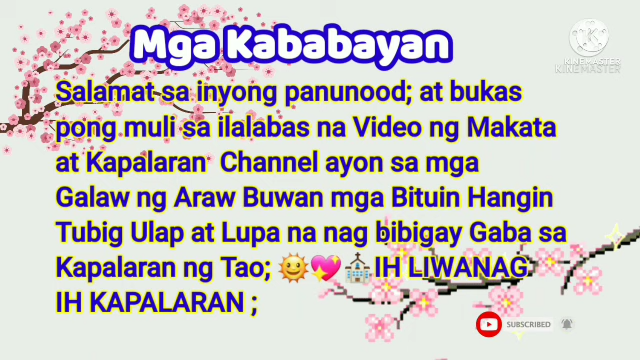 Mga Kababayan
KINEMASTER
KINEMASTER
Salamat sa inyong panunood; at bukas
pong muli sa ilalabas na Video ng Makata
at Kapalaran Channel ayon sa mga
Galaw ng Araw Buwan mga Bituin Hangin
Tubig Ulap at Lupa na nag bibigay Gaba sa
Kapalaran ng Tao; 🌞💖⛪IH LIWANAG
IH KAPALARAN ;
SUBSCRIBED